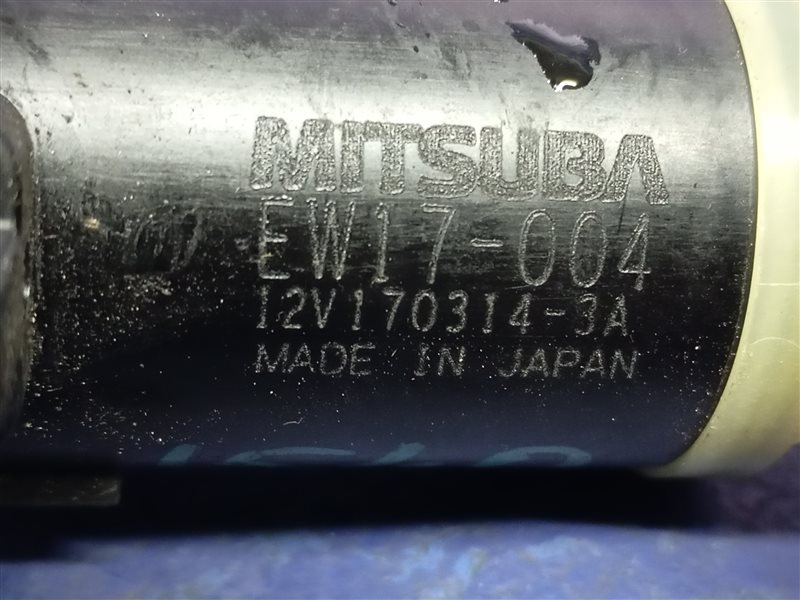 MITSUBA
EW17-004
12V170314-3A
MADE IN JAPAN